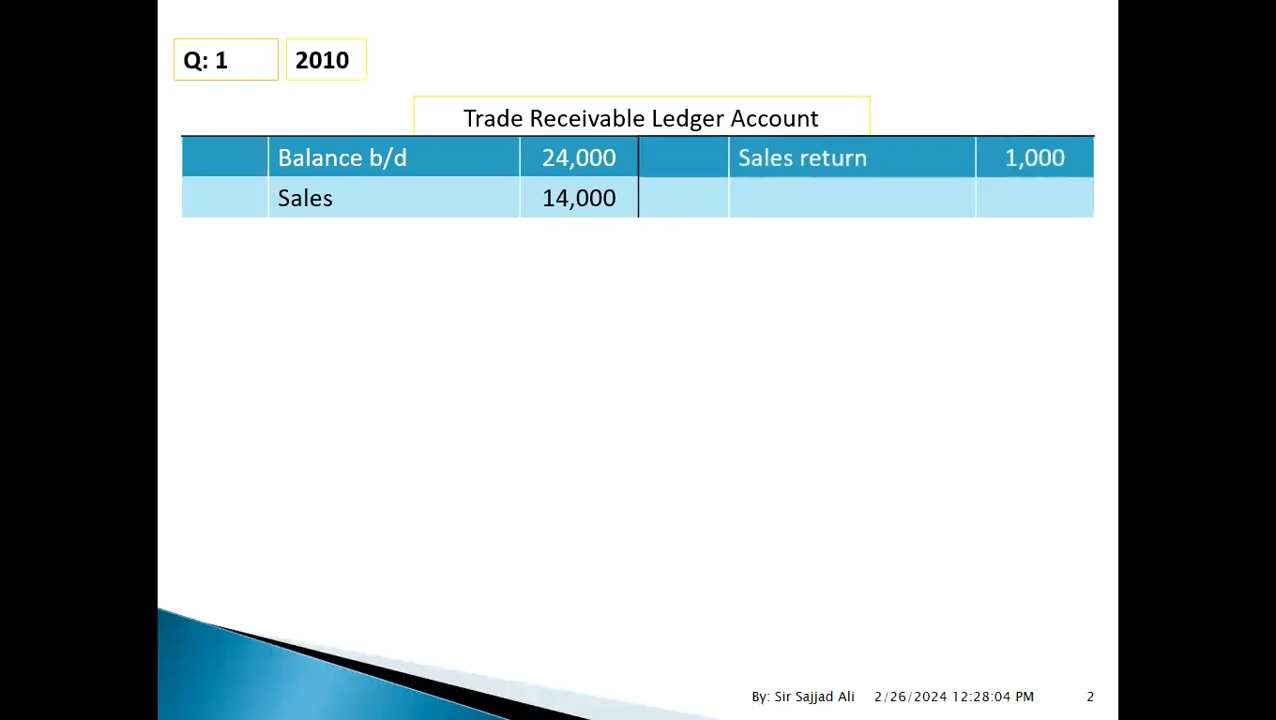 Q: 1 2010
Trade Receivable Ledger Account
Balance b/d 24,000 Sales return 1,000
Sales 14,000
By: Sir Sajjad Ali 2/26/2024 12:28:04 PM 2